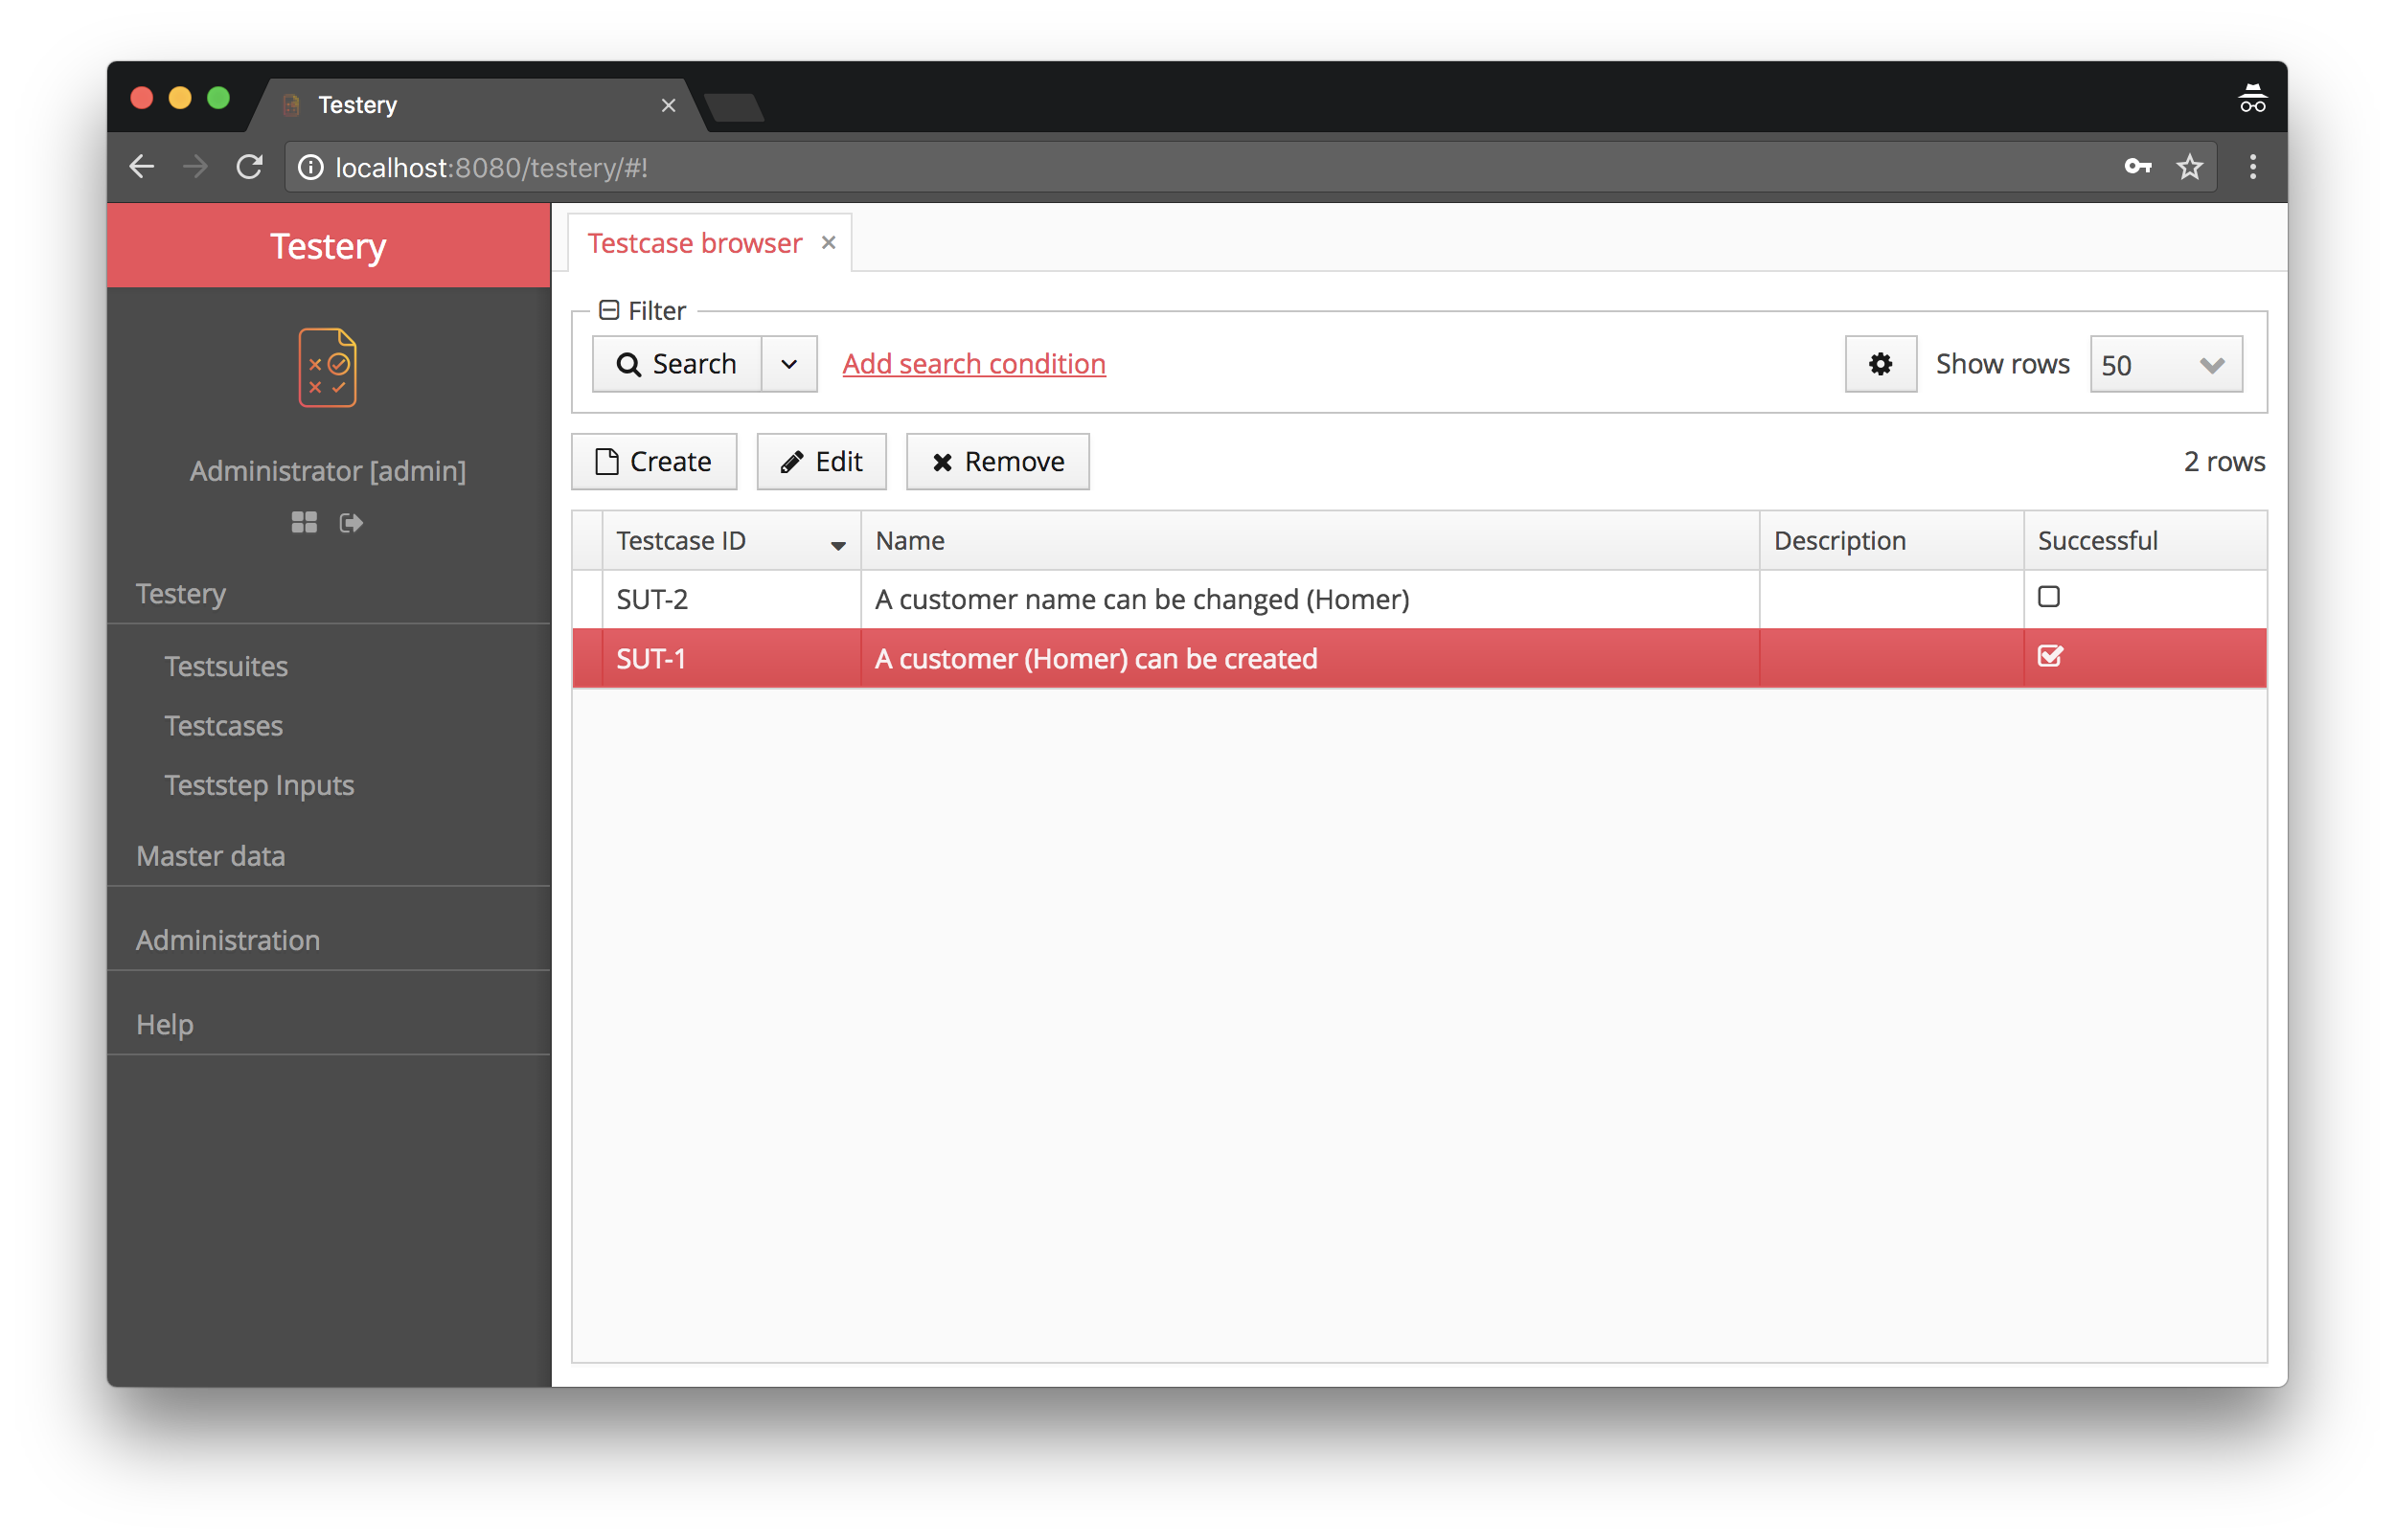 Testery
localhost:8080/testery/#!
Testery
Administrator [admin]
Testery
Testsuites
Testcases
Teststep Inputs
Master data
Administration
Help
Testcase browser
Filter
Search Add search condition Show rows 50
Create Edit Remove 2 rows
Testcase ID Name Description Successful
SUT-2 A customer name can be changed (Homer)
SUT-1 A customer (Homer) can be created